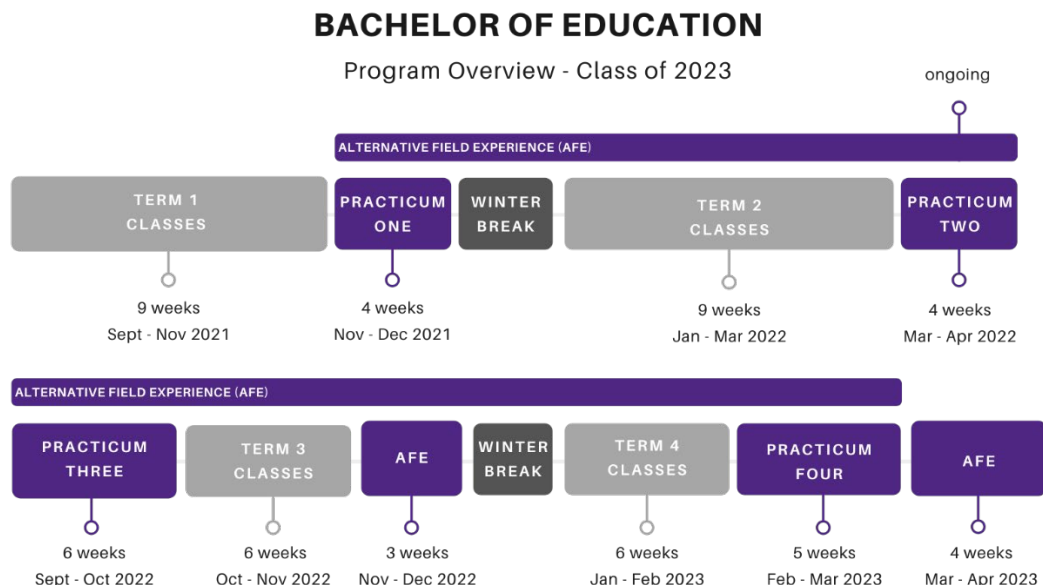 BACHELOR OF EDUCATION
Program Overview - Class of 2023
ongoing
ALTERNATIVE FIELD EXPERIENCE (AFE)
TERM 1
CLASSES
PRACTICUM
ONE
WINTER
BREAK
TERM 2
CLASSES
PRACTICUM
TWO
9 weeks
Sept - Nov 2021
4 weeks
Nov - Dec 2021
9 weeks
Jan - Mar 2022
4 weeks
Mar - Apr 2022
ALTERNATIVE FIELD EXPERIENCE (AFE)
PRACTICUM
THREE
TERM 3
CLASSES
AFE
WINTER
BREAK
TERM 4
CLASSES
PRACTICUM
FOUR
AFE
6 weeks
Sept - Oct 2022
6 weeks
Oct - Nov 2022
3 weeks
Nov - Dec 2022
6 weeks
Jan - Feb 2023
5 weeks
Feb - Mar 2023
4 weeks
Mar - Apr 2023